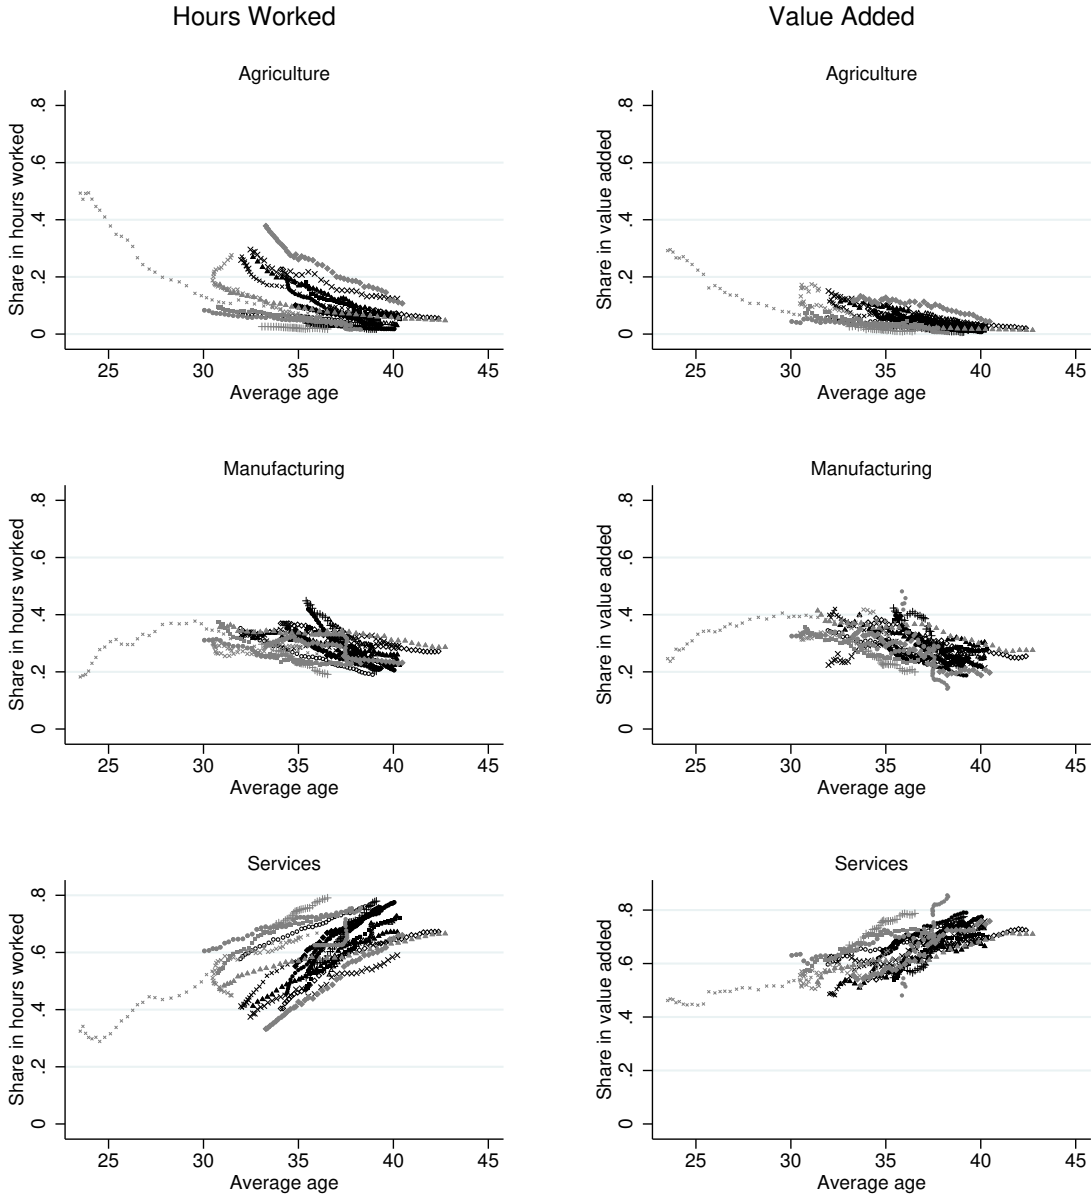 Hours Worked
Value Added
Agriculture
Share in hours worked
0 .2 .4 .6 .8
25 30 35 40 45
Average age
Agriculture
Share in value added
0 .2 .4 .6 .8
25 30 35 40 45
Average age
Manufacturing
Share in hours worked
0 .2 .4 .6 .8
25 30 35 40 45
Average age
Manufacturing
Share in value added
0 .2 .4 .6 .8
25 30 35 40 45
Average age
Services
Share in hours worked
0 .2 .4 .6 .8
25 30 35 40 45
Average age
Services
Share in value added
0 .2 .4 .6 .8
25 30 35 40 45
Average age